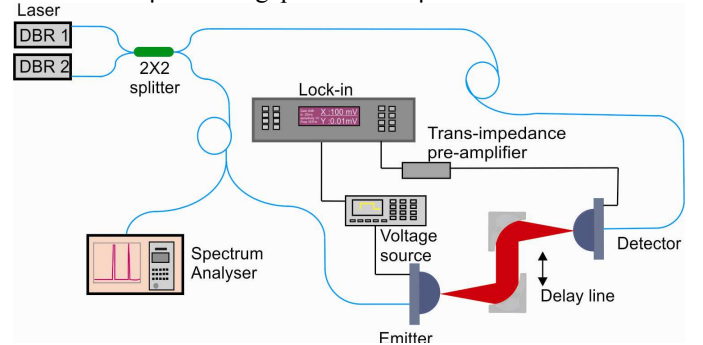 Laser
DBR 1
DBR 2
2X2
splitter
Lock-in
X :100 mV
Y :0.01mV
Trans-impedance
pre-amplifier
Voltage
source
Spectrum
Analyser
Detector
Delay line
Emitter